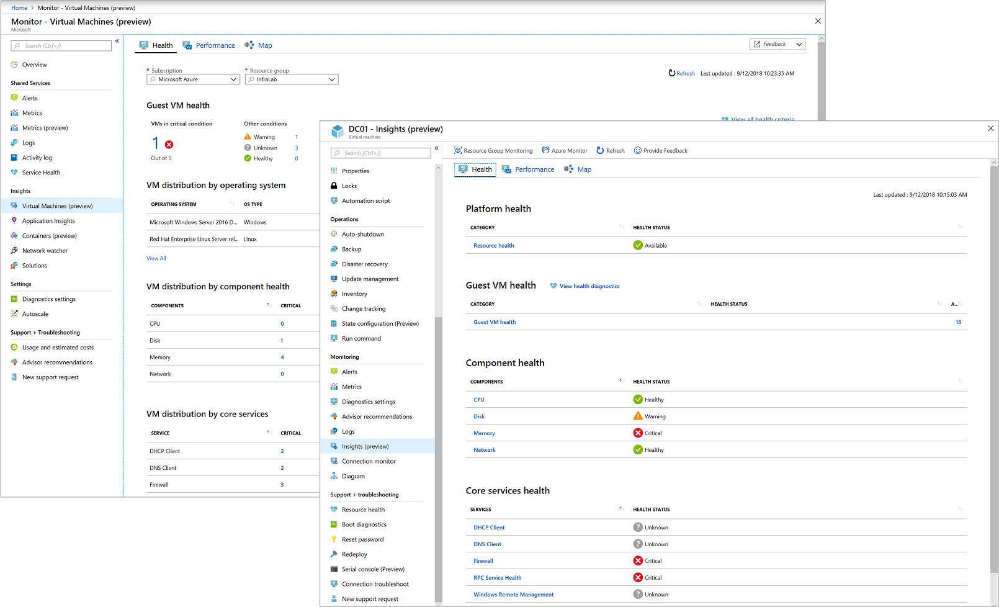 Home > Monitor - Virtual Machines (preview)
Monitor - Virtual Machines (preview)
Microsoft
Search (Ctrl+/)
«
Overview
Shared Services
Alerts
Metrics
Metrics (preview)
Logs
Activity log
Service Health
Insights
Virtual Machines (preview)
Application Insights
Containers (preview)
Network watcher
Solutions
Settings
Diagnostics settings
Autoscale
Support + Troubleshooting
Usage and estimated costs
Advisor recommendations
New support request
Health Performance Map
Feedback
* Subscription * Resource group
Microsoft Azure InfraLab
Refresh Last updated : 9/12/2018 10:23:35 AM
Guest VM health
View all health criteria
VMs in critical condition Other conditions
1
Out of 5
Warning 1
Unknown 3
Healthy 0
VM distribution by operating system
OPERATING SYSTEM OS TYPE
Microsoft Windows Server 2016 D... Windows
Red Hat Enterprise Linux Server rel... Linux
View All
VM distribution by component health
COMPONENTS CRITICAL
CPU 0
Disk 1
Memory 4
Network 0
VM distribution by core services
SERVICE CRITICAL
DHCP Client 2
DNS Client 2
Firewall 3
DC01 - Insights (preview)
Virtual machine
Search (Ctrl+/)
«
Properties
Locks
Automation script
Operations
Auto-shutdown
Backup
Disaster recovery
Update management
Inventory
Change tracking
State configuration (Preview)
Run command
Monitoring
Alerts
Metrics
Diagnostics settings
Advisor recommendations
Logs
Insights (preview)
Connection monitor
Diagram
Support + troubleshooting
Resource health
Boot diagnostics
Reset password
Redeploy
Serial console (Preview)
Connection troubleshoot
New support request
Resource Group Monitoring Azure Monitor Refresh Provide Feedback
Health Performance Map
Last updated : 9/12/2018 10:15:03 AM
Platform health
CATEGORY HEALTH STATUS
Resource health Available
Guest VM health View health diagnostics
CATEGORY HEALTH STATUS A...
Guest VM health 18
Component health
COMPONENTS HEALTH STATUS
CPU Healthy
Disk Warning
Memory Critical
Network Healthy
Core services health
SERVICES HEALTH STATUS
DHCP Client Unknown
DNS Client Unknown
Firewall Critical
RPC Service Health Critical
Windows Remote Management Unknown